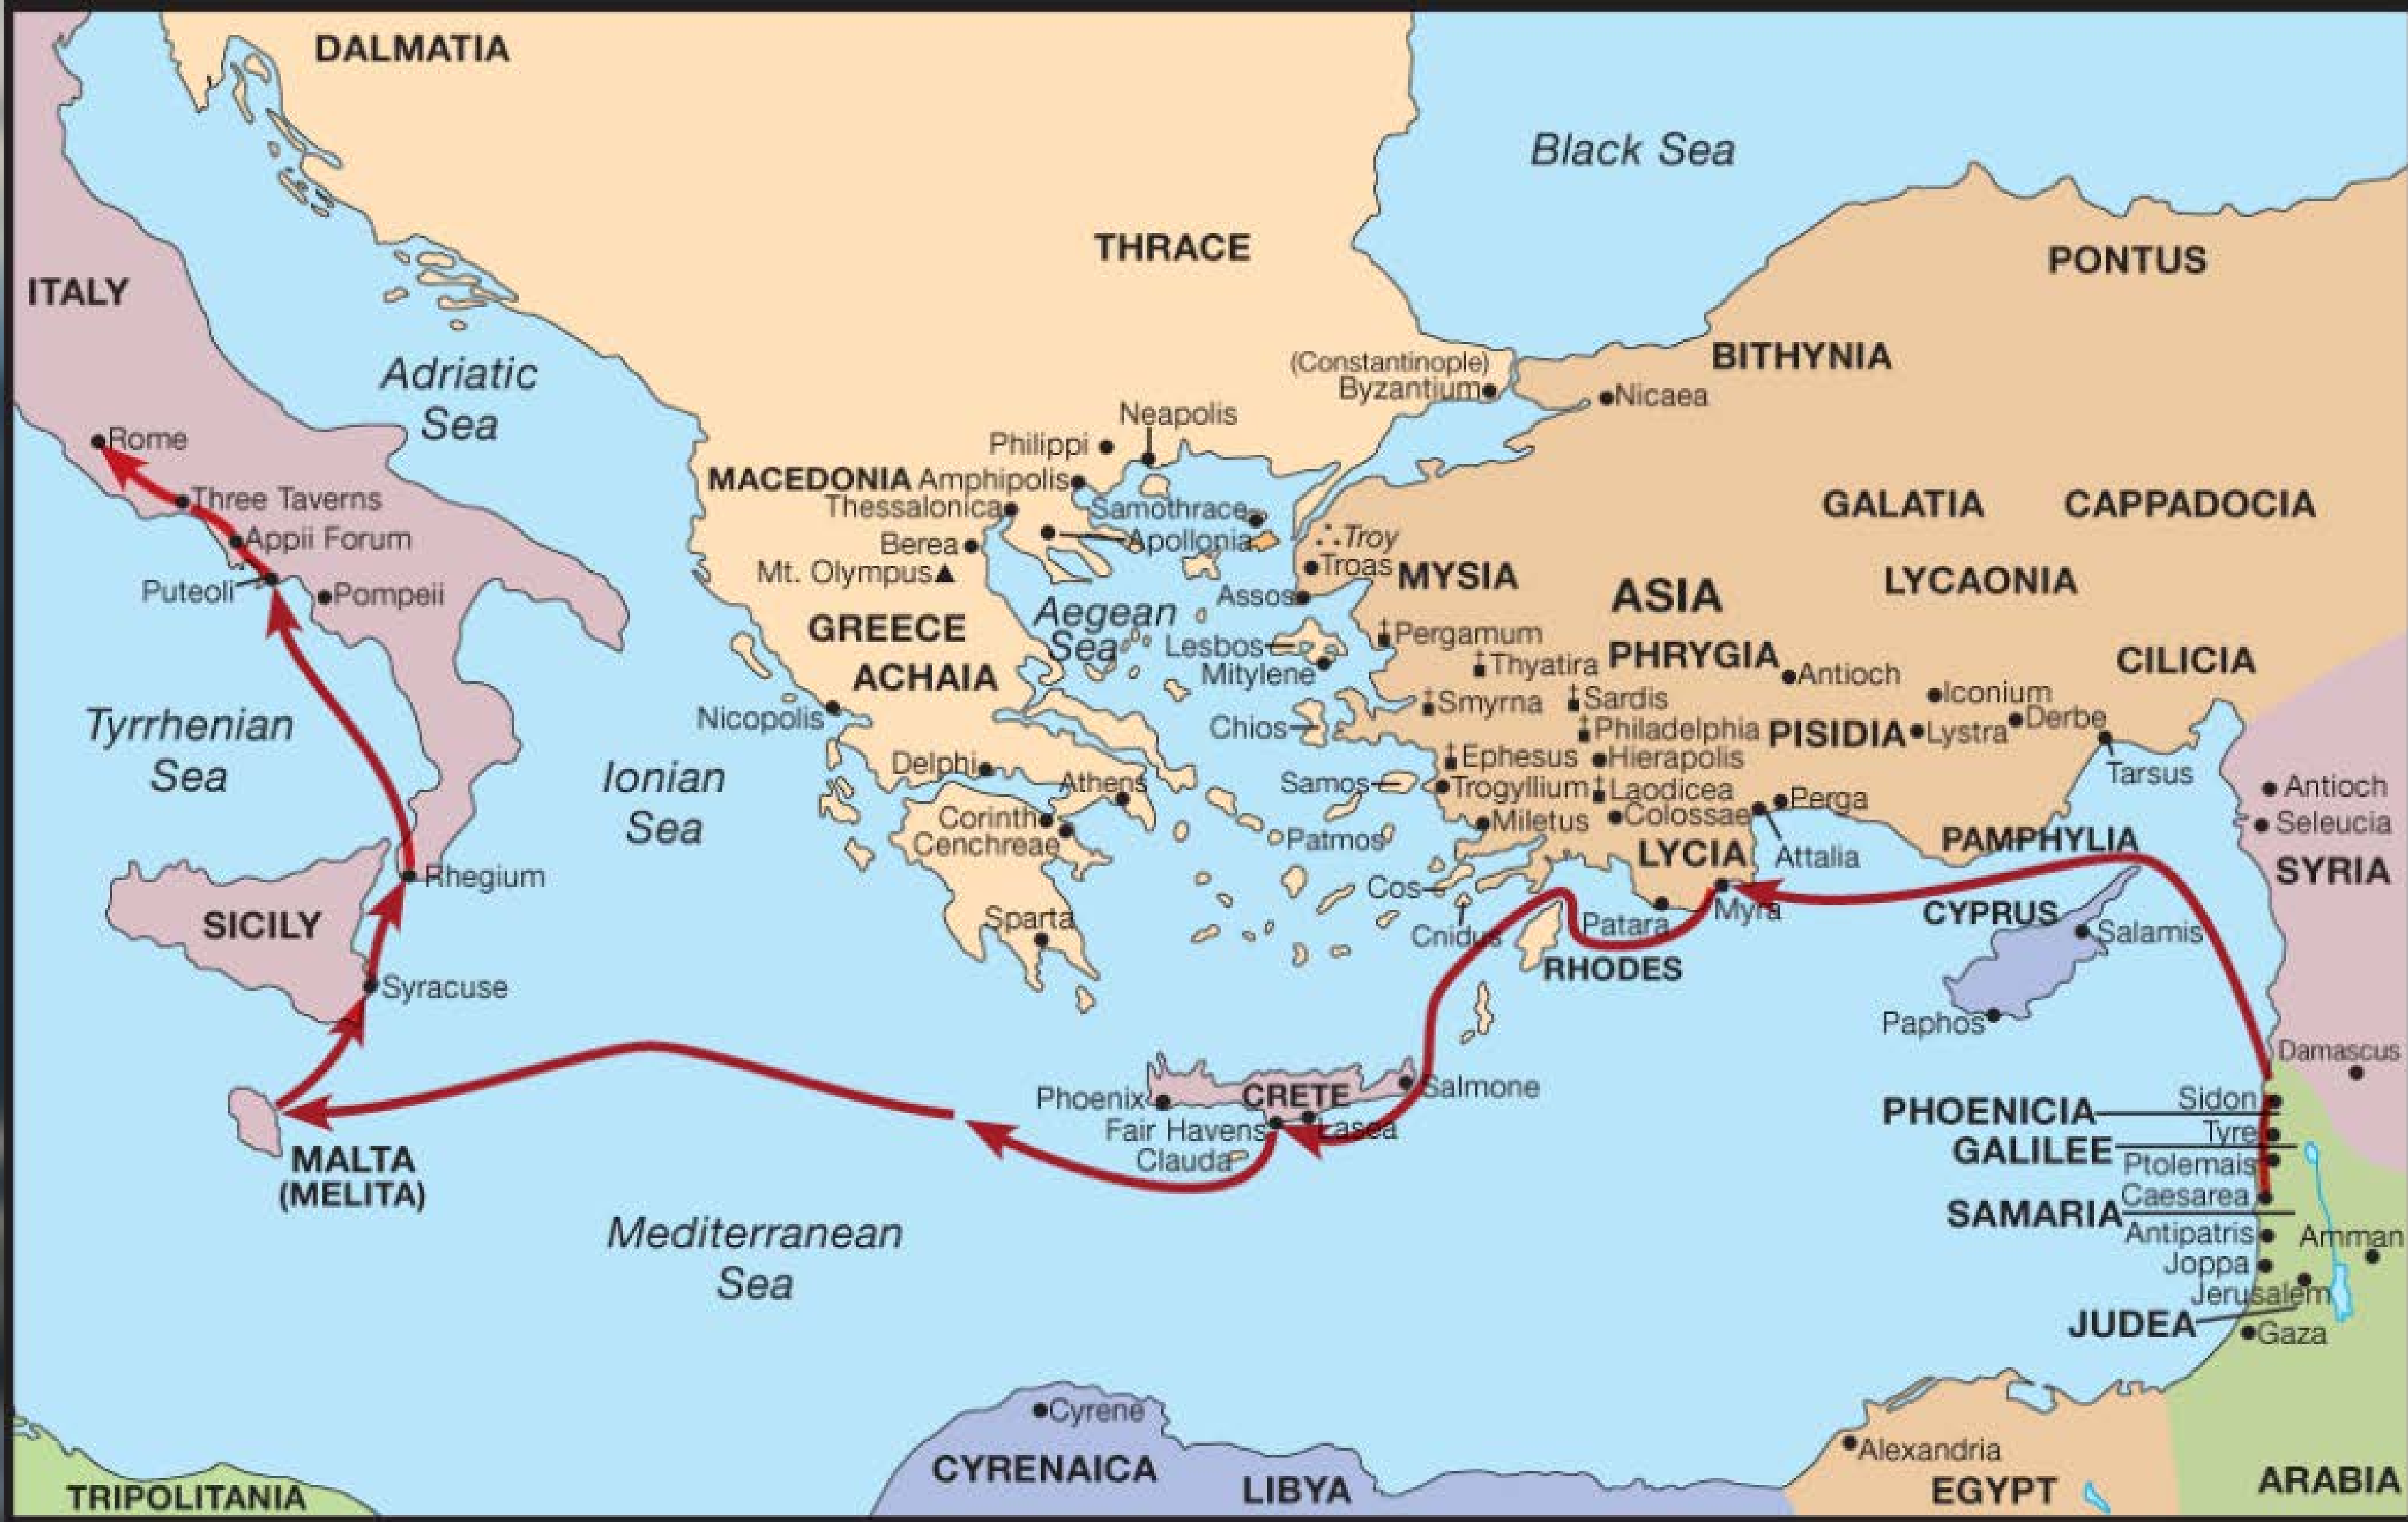 DALMATIA
Black Sea
THRACE
PONTUS
ITALY
Adriatic
Sea
(Constantinople)
Byzantium
BITHYNIA
Nicaea
Neapolis
Philippi
Rome
MACEDONIA
Amphipolis
Three Taverns
Thessalonica
Samothrace
GALATIA
CAPPADOCIA
Appii Forum
Berea
Apollonia
Troy
Troas
Mt. Olympus
MYSIA
LYCAONIA
Puteoli
Pompeii
Assos
ASIA
Aegean
Sea
GREECE
Pergamum
Lesbos
PHRYGIA
Thyatira
CILICIA
ACHAIA
Mitylene
Antioch
Iconium
Smyrna
Sardis
Nicopolis
Derbe
Tyrrhenian
Sea
Chios
Philadelphia
PISIDIA
Lystra
Ephesus
Hierapolis
Delphi
Tarsus
Ionian
Sea
Athens
Samos
Trogyllium
Laodicea
Antioch
Perga
Corinth
Colossae
Miletus
Seleucia
Cenchreae
Patmos
PAMPHYLIA
LYCIA
Attalia
SYRIA
Rhegium
Cos
SICILY
Sparta
Myra
CYPRUS
Patara
Cnidus
Salamis
RHODES
Syracuse
Paphos
Damascus
Salmone
Phoenix
CRETE
Sidon
PHOENICIA
Fair Havens
Lasea
Tyre
GALILEE
Clauda
Ptolemais
MALTA
(MELITA)
Caesarea
SAMARIA
Antipatris
Amman
Mediterranean
Sea
Joppa
Jerusalem
JUDEA
Gaza
Cyrene
Alexandria
CYRENAICA
LIBYA
EGYPT
ARABIA
TRIPOLITANIA